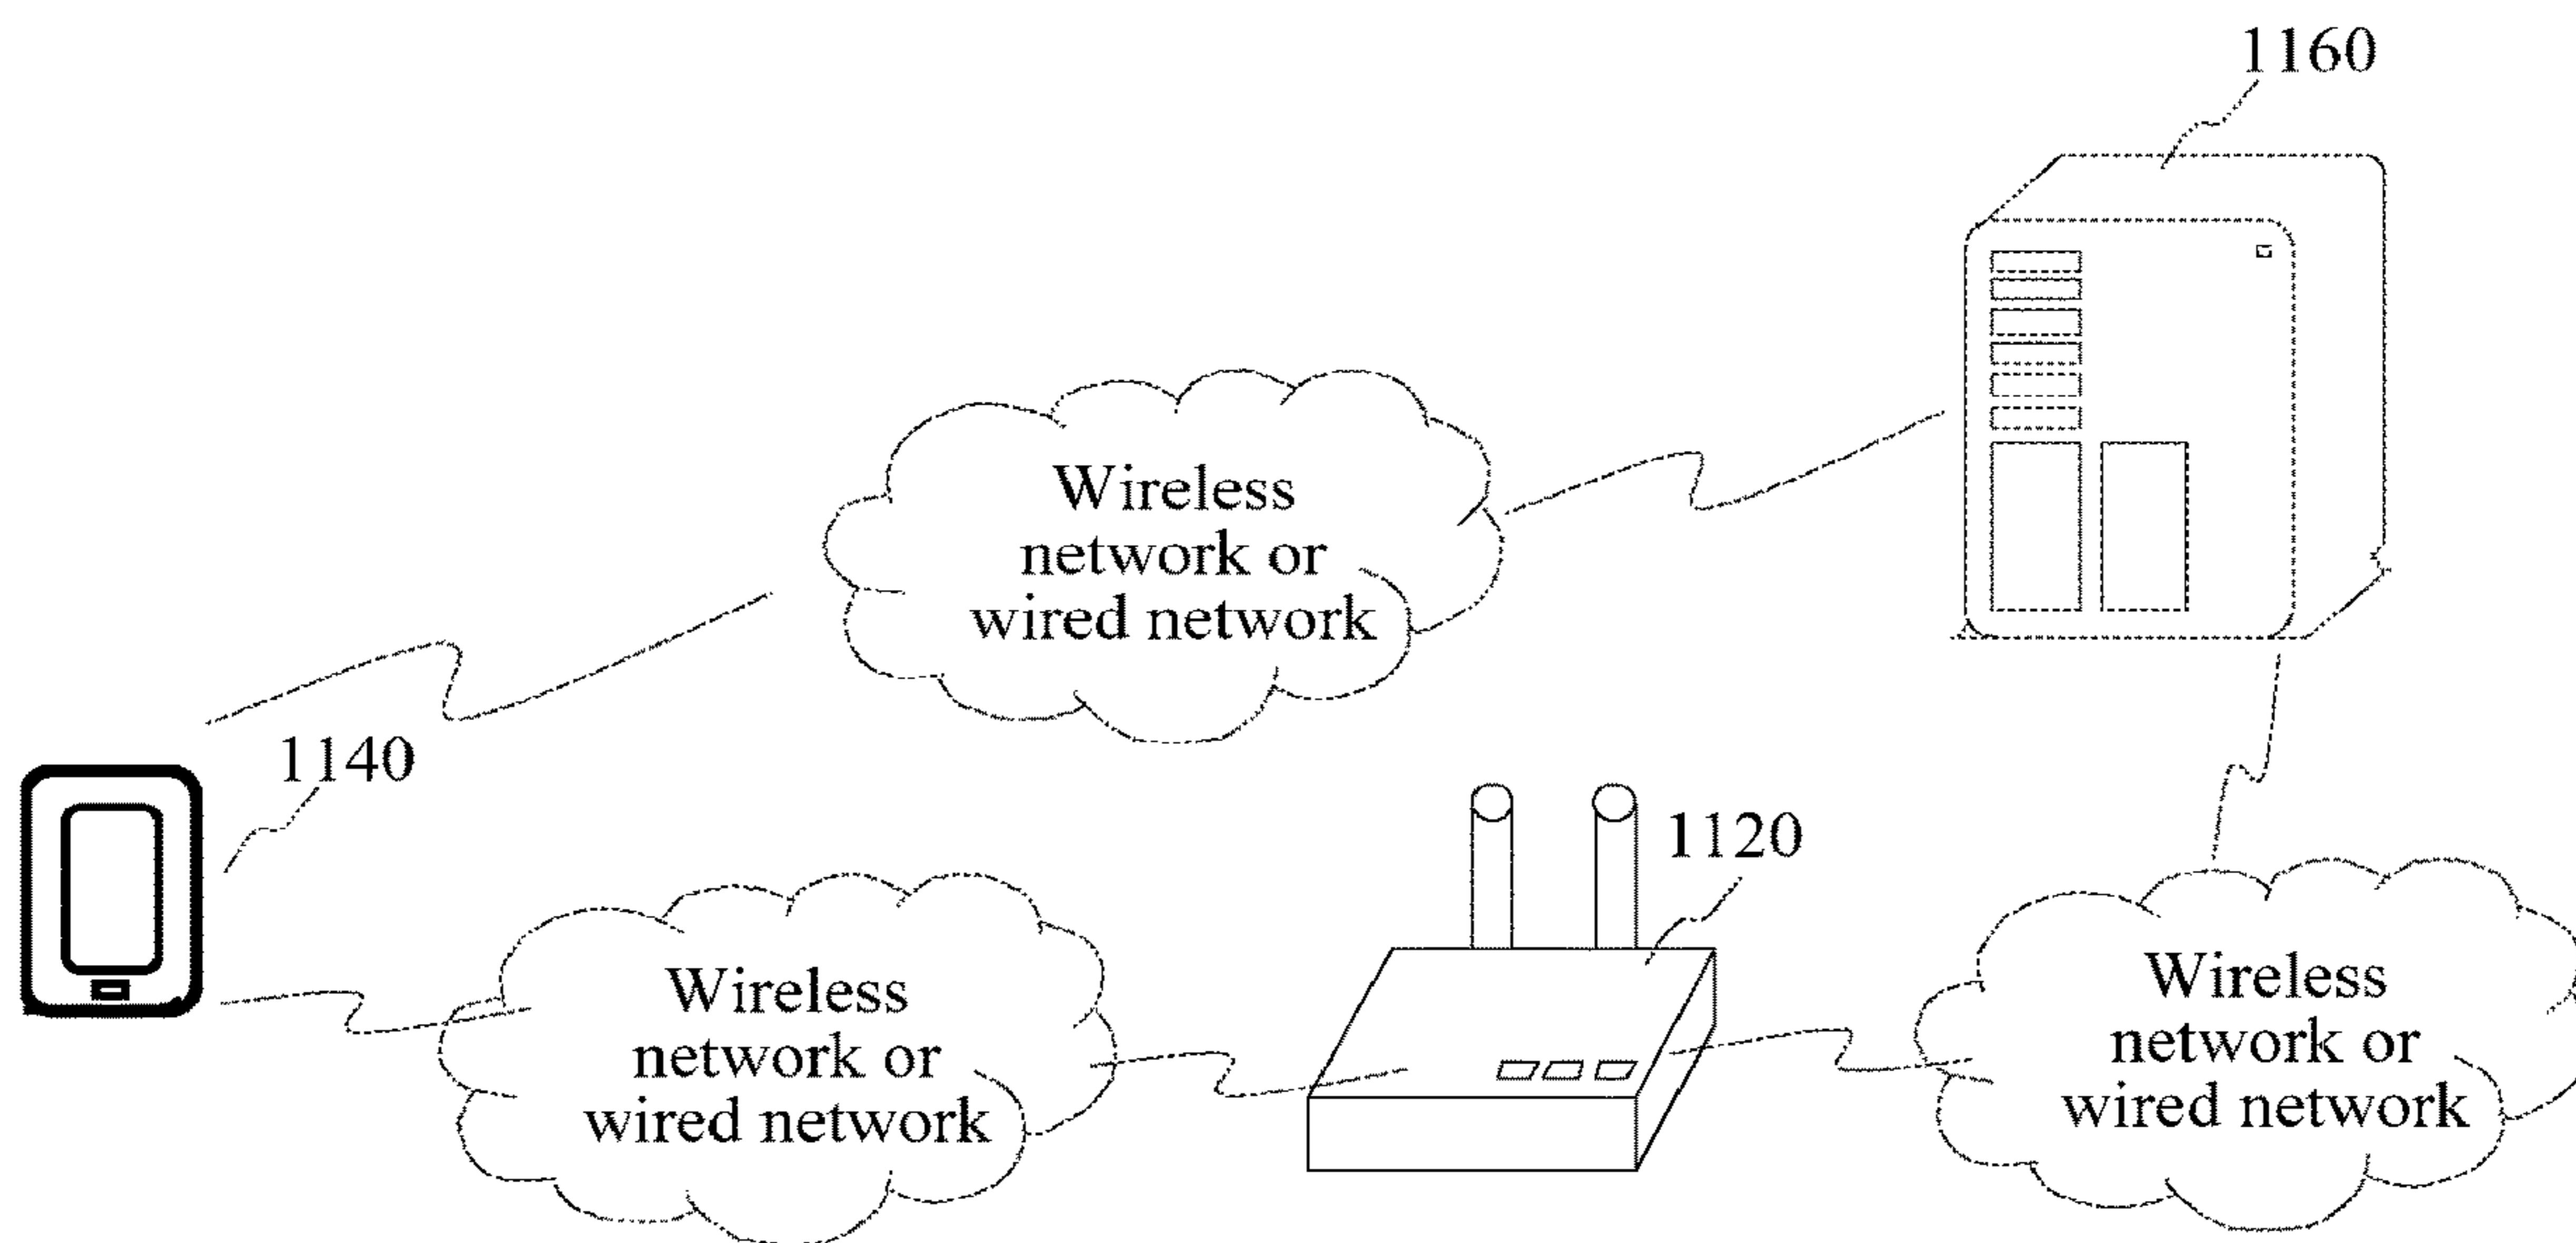 1160
Wireless
network or
wired network
1140
1120
Wireless
network or
wired network
Wireless
network or
wired network